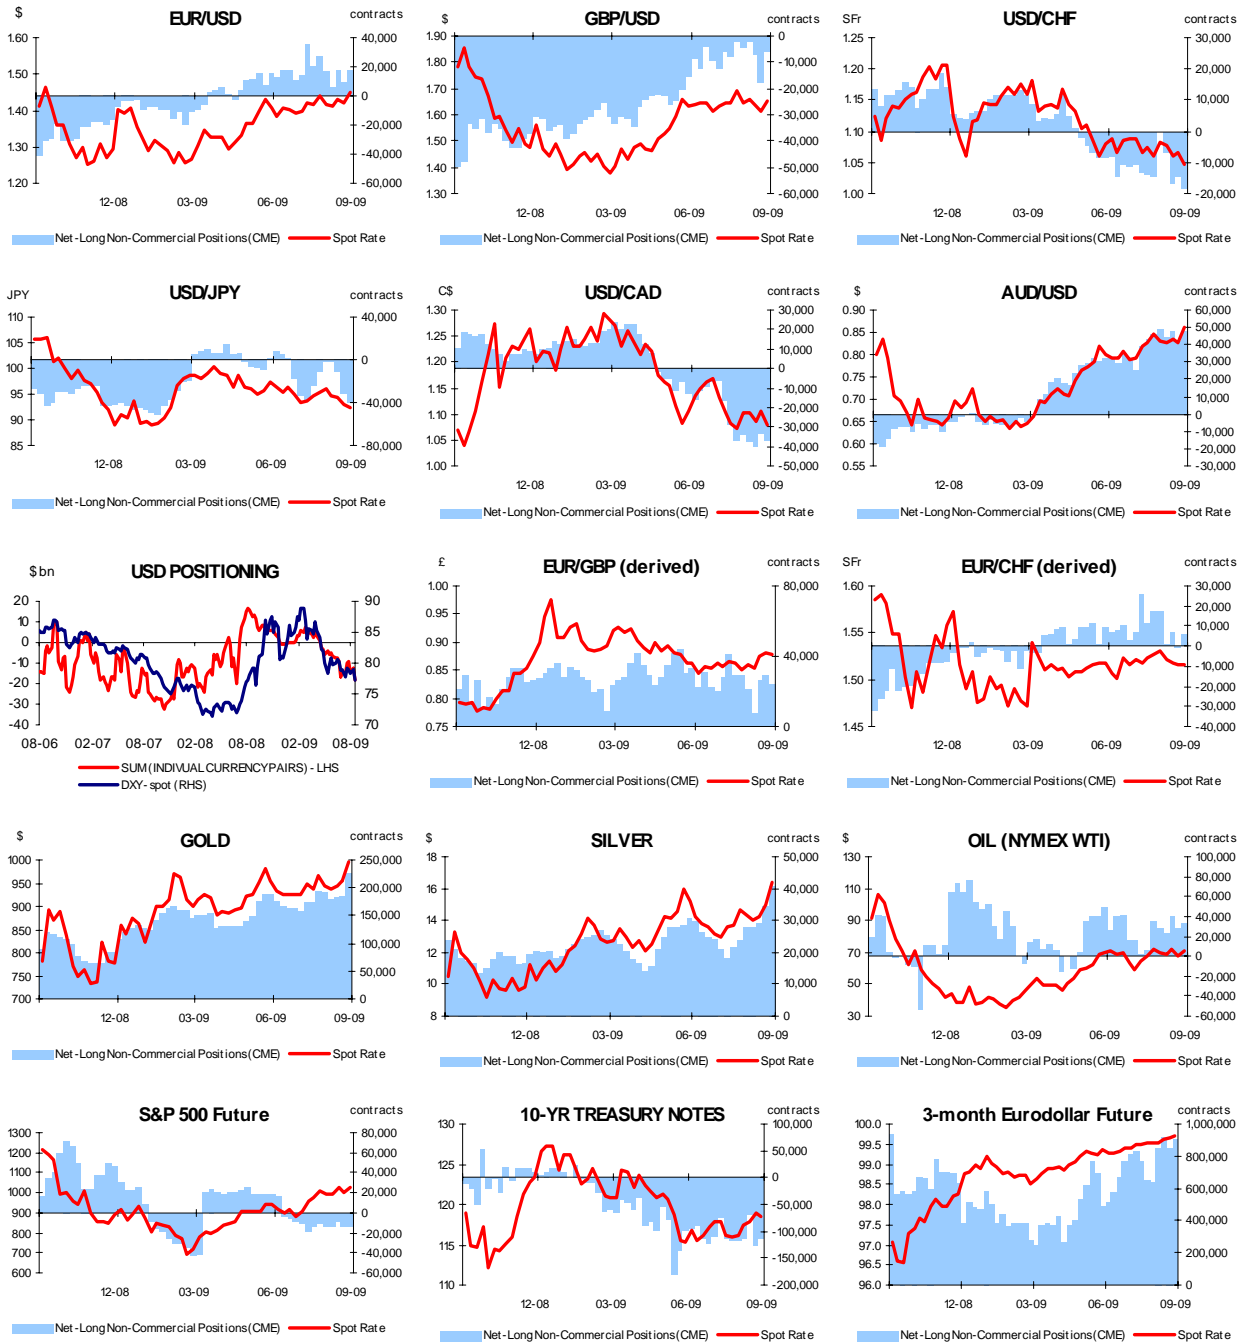 $ EUR/USD contracts
1.60 40,000
1.50 20,000
1.40 0
-20,000
1.30 -40,000
1.20 -60,000
12-08 03-09 06-09 09-09
Net-Long Non-Commercial Positions (CME) Spot Rate
$ GBP/USD contracts
1.90 0
1.80 -10,000
1.70 -20,000
1.60 -30,000
1.50 -40,000
1.40 -50,000
1.30 -60,000
12-08 03-09 06-09 09-09
Net-Long Non-Commercial Positions (CME) Spot Rate
SFr USD/CHF contracts
1.25 30,000
1.20 20,000
1.15 10,000
1.10 0
1.05 -10,000
1.00 -20,000
12-08 03-09 06-09 09-09
Net-Long Non-Commercial Positions (CME) Spot Rate
JPY USD/JPY contracts
110 40,000
105
100 0
95
90 -40,000
85 -80,000
12-08 03-09 06-09 09-09
Net-Long Non-Commercial Positions (CME) Spot Rate
C$ USD/CAD contracts
1.30 30,000
1.25 20,000
1.20 10,000
0
1.15 -10,000
1.10 -20,000
-30,000
1.05 -40,000
1.00 -50,000
12-08 03-09 06-09 09-09
Net-Long Non-Commercial Positions (CME) Spot Rate
$ AUD/USD contracts
0.90 60,000
0.85 50,000
0.80 40,000
0.75 30,000
20,000
0.70 10,000
0.65 0
0.60 -10,000
-20,000
0.55 -30,000
12-08 03-09 06-09 09-09
Net-Long Non-Commercial Positions (CME) Spot Rate
$bn USD POSITIONING
20 90
10 85
0
-10 80
-20 75
-30
-40 70
08-06 02-07 08-07 02-08 08-08 02-09 08-09
SUM (INDIVUAL CURRENCY PAIRS) - LHS
DXY- spot (RHS)
£ EUR/GBP (derived) contracts
1.00 80,000
0.95
0.90 40,000
0.85
0.80
0.75 0
12-08 03-09 06-09 09-09
Net-Long Non-Commercial Positions (CME) Spot Rate
SFr EUR/CHF (derived) contracts
1.60 30,000
20,000
1.55 10,000
0
-10,000
1.50 -20,000
-30,000
1.45 -40,000
12-08 03-09 06-09 09-09
Net-Long Non-Commercial Positions (CME) Spot Rate
$ GOLD contracts
1000 250,000
950 200,000
900 150,000
850 100,000
800 50,000
750
700 0
12-08 03-09 06-09 09-09
Net-Long Non-Commercial Positions (CME) Spot Rate
$ SILVER contracts
18 50,000
16 40,000
14 30,000
12 20,000
10 10,000
8 0
12-08 03-09 06-09 09-09
Net-Long Non-Commercial Positions (CME) Spot Rate
$ OIL (NYMEX WTI) contracts
130 100,000
110 80,000
60,000
90 40,000
20,000
70 0
50 -20,000
-40,000
30 -60,000
12-08 03-09 06-09 09-09
Net-Long Non-Commercial Positions (CME) Spot Rate
S&P 500 Future contracts
1300 80,000
1200 60,000
1100 40,000
1000 20,000
900 0
800 -20,000
700 -40,000
600 -60,000
12-08 03-09 06-09 09-09
Net-Long Non-Commercial Positions (CME) Spot Rate
10-YR TREASURY NOTES contracts
130 100,000
125 50,000
0
120 -50,000
115 -100,000
-150,000
110 -200,000
12-08 03-09 06-09 09-09
Net-Long Non-Commercial Positions (CME) Spot Rate
3-month Eurodollar Future contracts
100.0 1,000,000
99.5 800,000
99.0
98.5 600,000
98.0
97.5 400,000
97.0 200,000
96.5
96.0 0
12-08 03-09 06-09 09-09
Net-Long Non-Commercial Positions (CME) Spot Rate